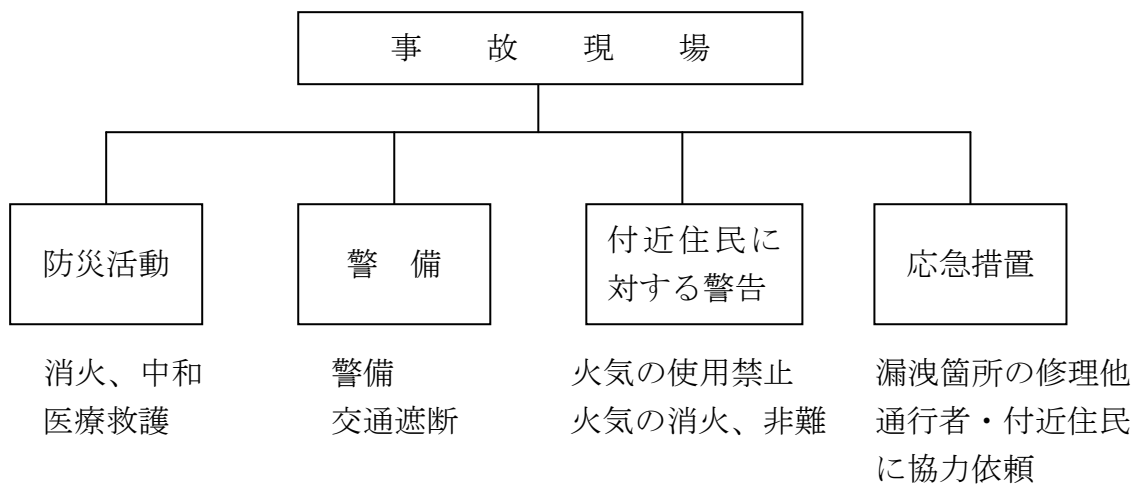 事故現場
防災活動
消火、中和
医療救護
警備
警備
交通遮断
付近住民に
対する警告
火気の使用禁止
火気の消火、非難
応急措置
漏洩箇所の修理他
通行者・付近住民
に協力依頼